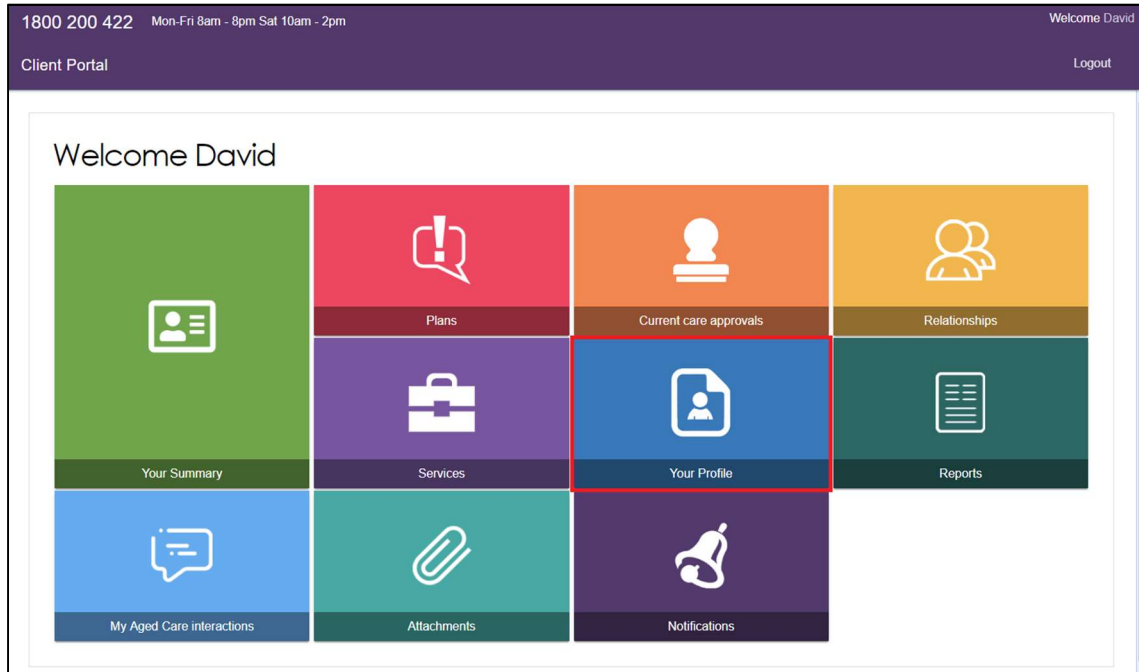 1800 200 422 Mon-Fri 8am - 8pm Sat 10am - 2pm Welcome David
Client Portal Logout
Welcome David
Plans Current care approvals Relationships
Your Summary Services Your Profile Reports
My Aged Care interactions Attachments Notifications